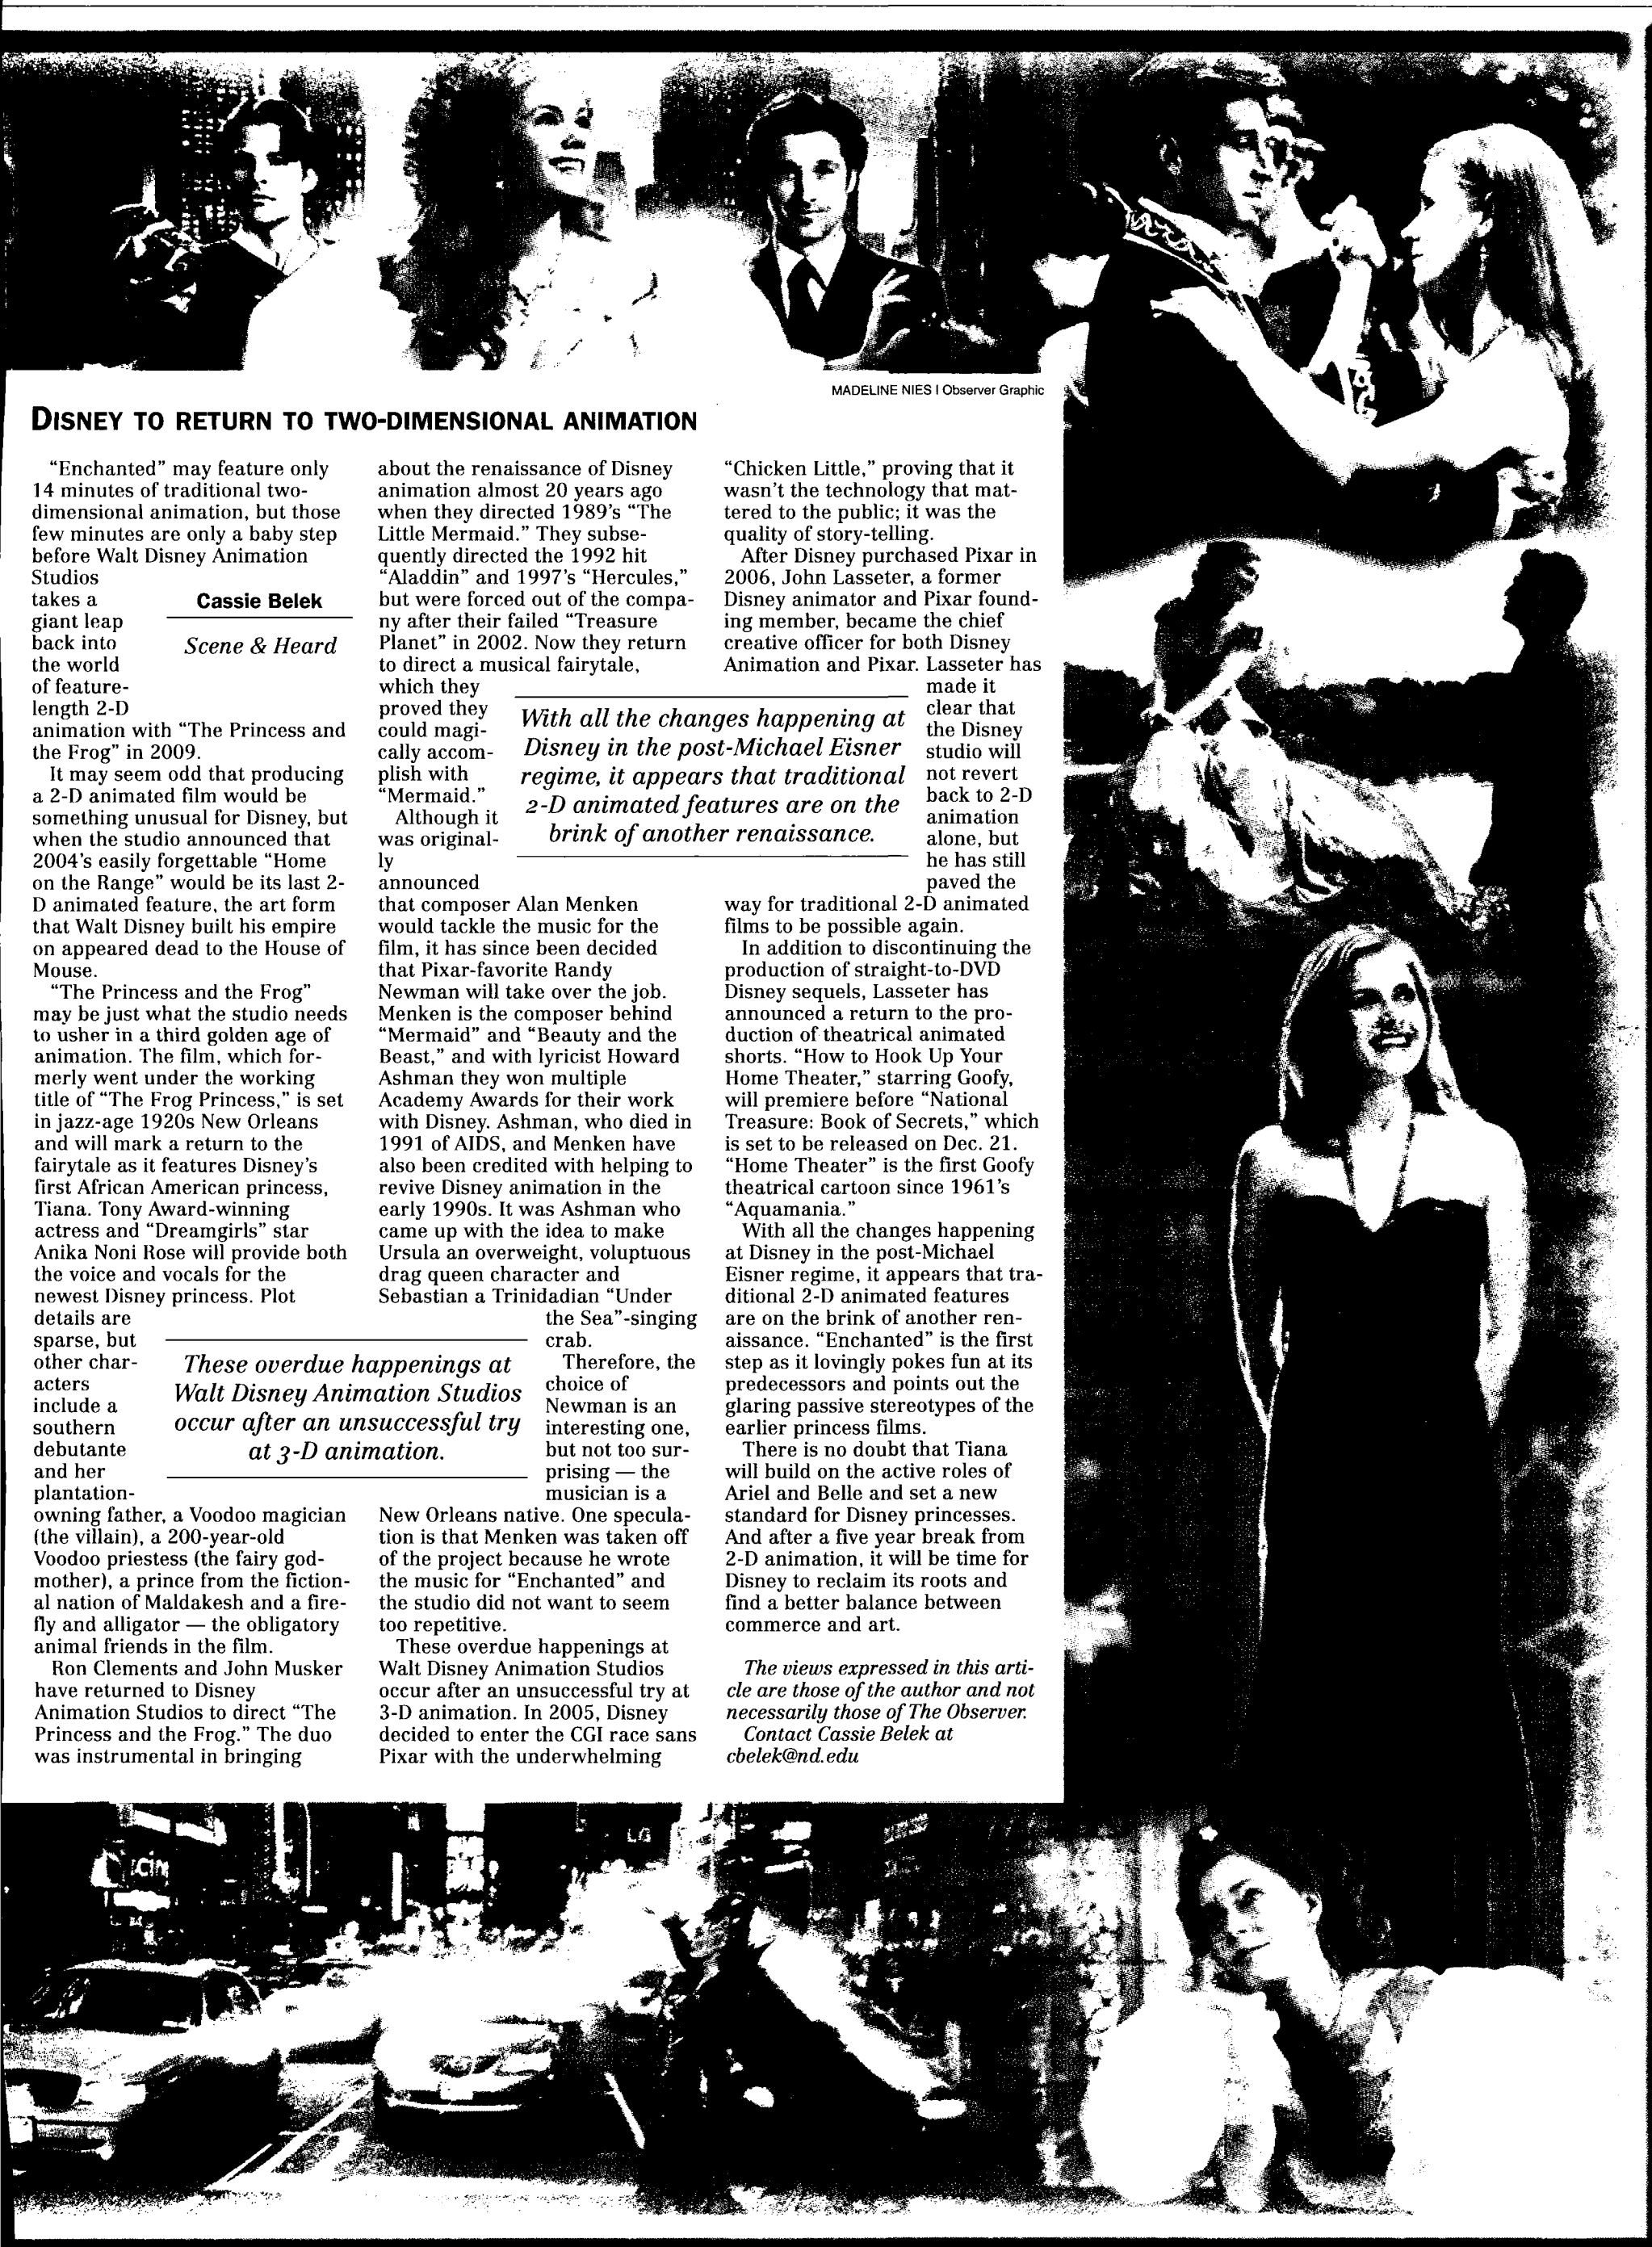 MADELINE NIES | Observer Graphic
DISNEY TO RETURN TO TWO-DIMENSIONAL ANIMATION
"Enchanted" may feature only
14 minutes of traditional two-
dimensional animation, but those
few minutes are only a baby step
before Walt Disney Animation
Studios
takes a
giant leap
back into
the world
of feature-
length 2-D
Cassie Belek
Scene & Heard
animation with "The Princess and
the Frog" in 2009.
It may seem odd that producing
a 2-D animated film would be
something unusual for Disney, but
when the studio announced that
2004's easily forgettable "Home
on the Range" would be its last 2-
D animated feature, the art form
that Walt Disney built his empire
on appeared dead to the House of
Mouse.
"The Princess and the Frog"
may be just what the studio needs
to usher in a third golden age of
animation. The film, which for-
merly went under the working
title of "The Frog Princess," is set
in jazz-age 1920s New Orleans
and will mark a return to the
fairytale as it features Disney's
first African American princess,
Tiana. Tony Award-winning
actress and "Dreamgirls" star
Anika Noni Rose will provide both
the voice and vocals for the
newest Disney princess. Plot
details are
sparse, but
other char-
acters
include a
southern
debutante
and her
plantation-
owning father, a Voodoo magician
(the villain), a 200-year-old
Voodoo priestess (the fairy god-
mother), a prince from the fiction-
al nation of Maldakesh and a fire-
fly and alligator — the obligatory
animal friends in the film.
Ron Clements and John Musker
have returned to Disney
Animation Studios to direct "The
Princess and the Frog." The duo
was instrumental in bringing
These overdue happenings at
Walt Disney Animation Studios
occur after an unsuccessful try
at 3-D animation.
about the renaissance of Disney
animation almost 20 years ago
when they directed 1989's "The
Little Mermaid." They subse-
quently directed the 1992 hit
"Aladdin" and 1997's "Hercules,"
but were forced out of the compa-
ny after their failed "Treasure
Planet" in 2002. Now they return
to direct a musical fairytale,
which they
proved they
could magi-
cally accom-
plish with
"Mermaid."
Although it
was original-
ly
announced
that composer Alan Menken
would tackle the music for the
film, it has since been decided
that Pixar-favorite Randy
Newman will take over the job.
Menken is the composer behind
"Mermaid" and "Beauty and the
Beast," and with lyricist Howard
Ashman they won multiple
Academy Awards for their work
with Disney. Ashman, who died in
1991 of AIDS, and Menken have
also been credited with helping to
revive Disney animation in the
early 1990s. It was Ashman who
came up with the idea to make
Ursula an overweight, voluptuous
drag queen character and
Sebastian a Trinidadian "Under
the Sea"-singing
crab.
Therefore, the
choice of
Newman is an
interesting one,
but not too sur-
prising — the
musician is a
New Orleans native. One specula-
tion is that Menken was taken off
of the project because he wrote
the music for "Enchanted" and
the studio did not want to seem
too repetitive.
These overdue happenings at
Walt Disney Animation Studios
occur after an unsuccessful try at
3-D animation. In 2005, Disney
decided to enter the CGI race sans
Pixar with the underwhelming
With all the changes happening at
Disney in the post-Michael Eisner
regime, it appears that traditional
2-D animated features are on the
brink of another renaissance.
"Chicken Little," proving that it
wasn't the technology that mat-
tered to the public; it was the
quality of story-telling.
After Disney purchased Pixar in
2006, John Lasseter, a former
Disney animator and Pixar found-
ing member, became the chief
creative officer for both Disney
Animation and Pixar. Lasseter has
made it
clear that
the Disney
studio will
not revert
back to 2-D
animation
alone, but
he has still
paved the
way for traditional 2-D animated
films to be possible again.
In addition to discontinuing the
production of straight-to-DVD
Disney sequels, Lasseter has
announced a return to the pro-
duction of theatrical animated
shorts. "How to Hook Up Your
Home Theater," starring Goofy,
will premiere before "National
Treasure: Book of Secrets," which
is set to be released on Dec. 21.
"Home Theater" is the first Goofy
theatrical cartoon since 1961's
"Aquamania."
With all the changes happening
at Disney in the post-Michael
Eisner regime, it appears that tra-
ditional 2-D animated features
are on the brink of another ren-
aissance. "Enchanted" is the first
step as it lovingly pokes fun at its
predecessors and points out the
glaring passive stereotypes of the
earlier princess films.
There is no doubt that Tiana
will build on the active roles of
Ariel and Belle and set a new
standard for Disney princesses.
And after a five year break from
2-D animation, it will be time for
Disney to reclaim its roots and
find a better balance between
commerce and art.
The views expressed in this arti-
cle are those of the author and not
necessarily those of The Observer.
Contact Cassie Belek at
cbelek@nd.edu
LG